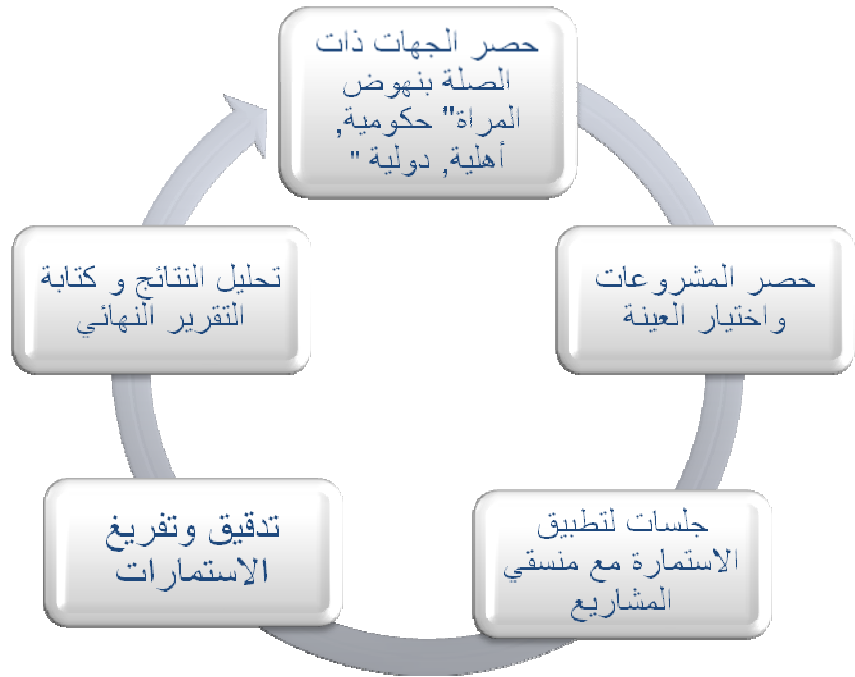 حصر الجهات ذات
الصلة بنهوض
المراة" حكومية,
أهلية, دولية "
حصر المشروعات
واختيار العينة
جلسات لتطبيق
الاستمارة مع منسقي
المشاريع
تدقيق وتفريغ
الاستمارات
تحليل النتائج و كتابة
التقرير النهائي